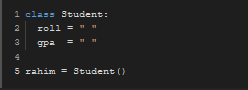 1 class Student:
2   roll = " "
3   gpa  = " "
4
5 rahim = Student()